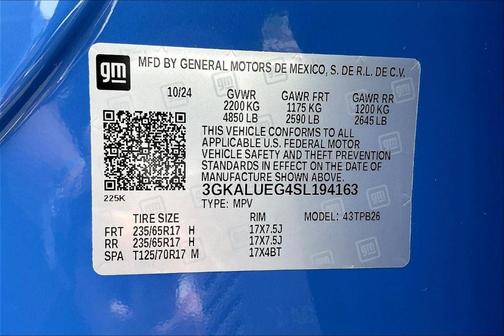 gm
MFD BY GENERAL MOTORS DE MEXICO, S. DE R.L. DE C.V.
10/24 GVWR GAWR FRT GAWR RR
2200 KG 1175 KG 1200 KG
4850 LB 2590 LB 2645 LB
THIS VEHICLE CONFORMS TO ALL
APPLICABLE U.S. FEDERAL MOTOR
VEHICLE SAFETY AND THEFT PREVENTION
STANDARDS IN EFFECT ON THE DATE OF
MANUFACTURE SHOWN ABOVE.
3GKALUEG4SL194163
225K TYPE: MPV
TIRE SIZE RIM MODEL: 43TPB26
FRT 235/65R17 H 17X7.5J
RR 235/65R17 H 17X7.5J
SPA T125/70R17 M 17X4BT